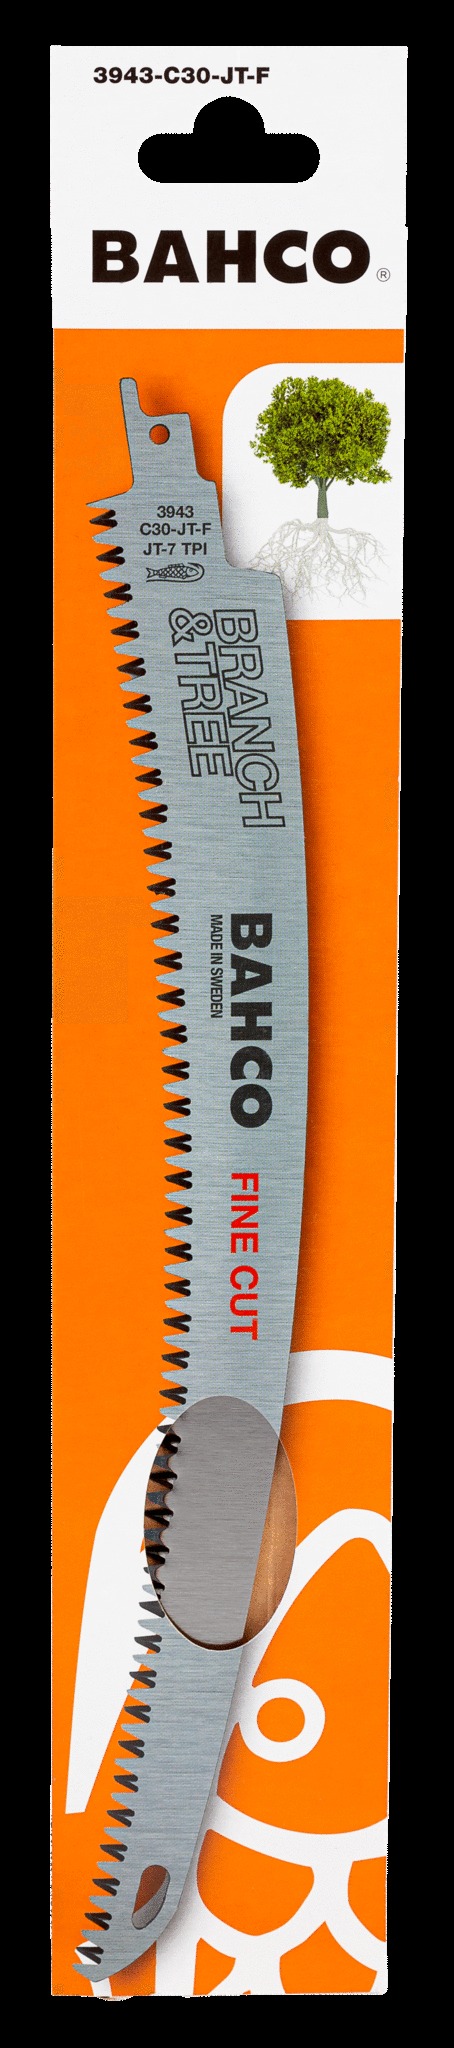 3943-C30-JT-F
BAHCO®
3943
C30-JT-F
JT-7 TPI
BRANCH
&TREE
BAHCO
MADE IN SWEDEN
FINE CUT